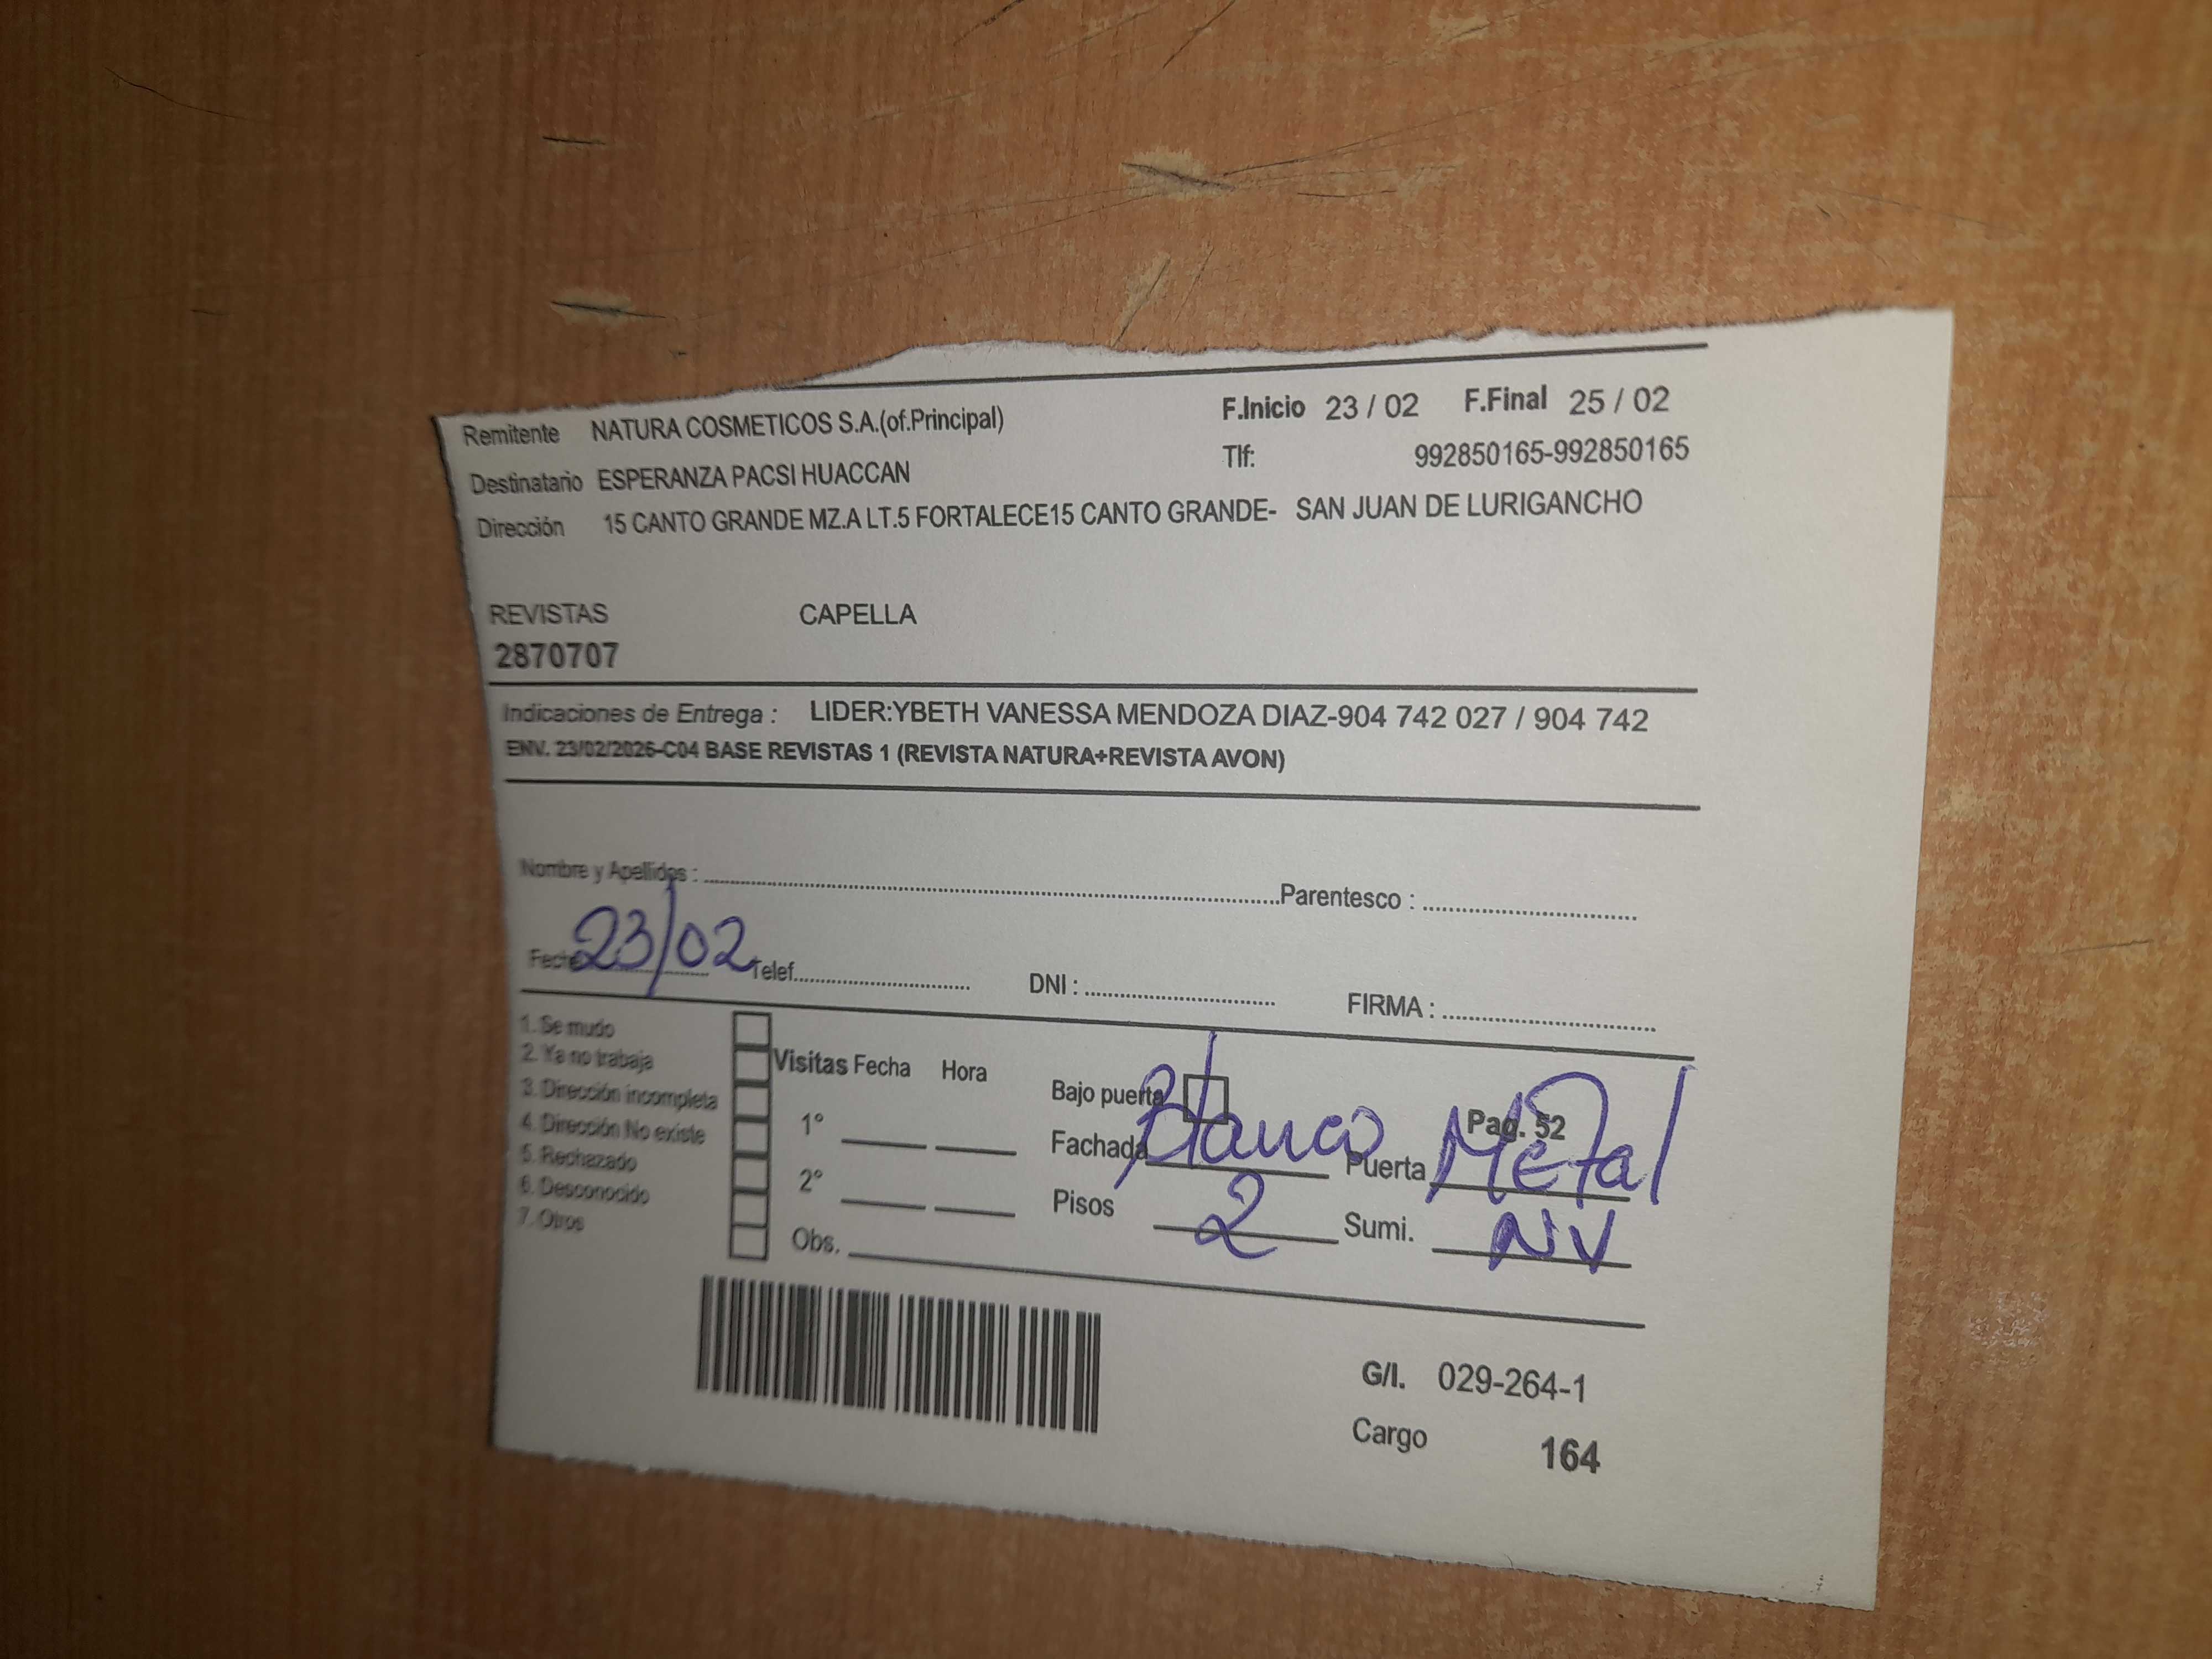 Remitente NATURA COSMETICOS S.A.(of.Principal) F.Inicio 23 / 02 F.Final 25 / 02
Destinatario ESPERANZA PACSI HUACCAN Tlf: 992850165-992850165
Dirección 15 CANTO GRANDE MZ.A LT.5 FORTALECE15 CANTO GRANDE- SAN JUAN DE LURIGANCHO
REVISTAS CAPELLA
2870707
Indicaciones de Entrega : LIDER:YBETH VANESSA MENDOZA DIAZ-904 742 027 / 904 742
ENV. 23/02/2026-C04 BASE REVISTAS 1 (REVISTA NATURA+REVISTA AVON)
Nombre y Apellidos : Parentesco :
Fecha 23/02 Telef. DNI : FIRMA :
1. Se mudo
2. Ya no trabaja
3. Dirección incompleta
4. Dirección No existe
5. Rechazado
6. Desconocido
7. Otros
Visitas Fecha Hora
1°
2°
Obs.
Bajo puerta Pag. 52
Fachada Blanco Puerta Metal
Pisos 2 Sumi. NV
G/I. 029-264-1
Cargo 164